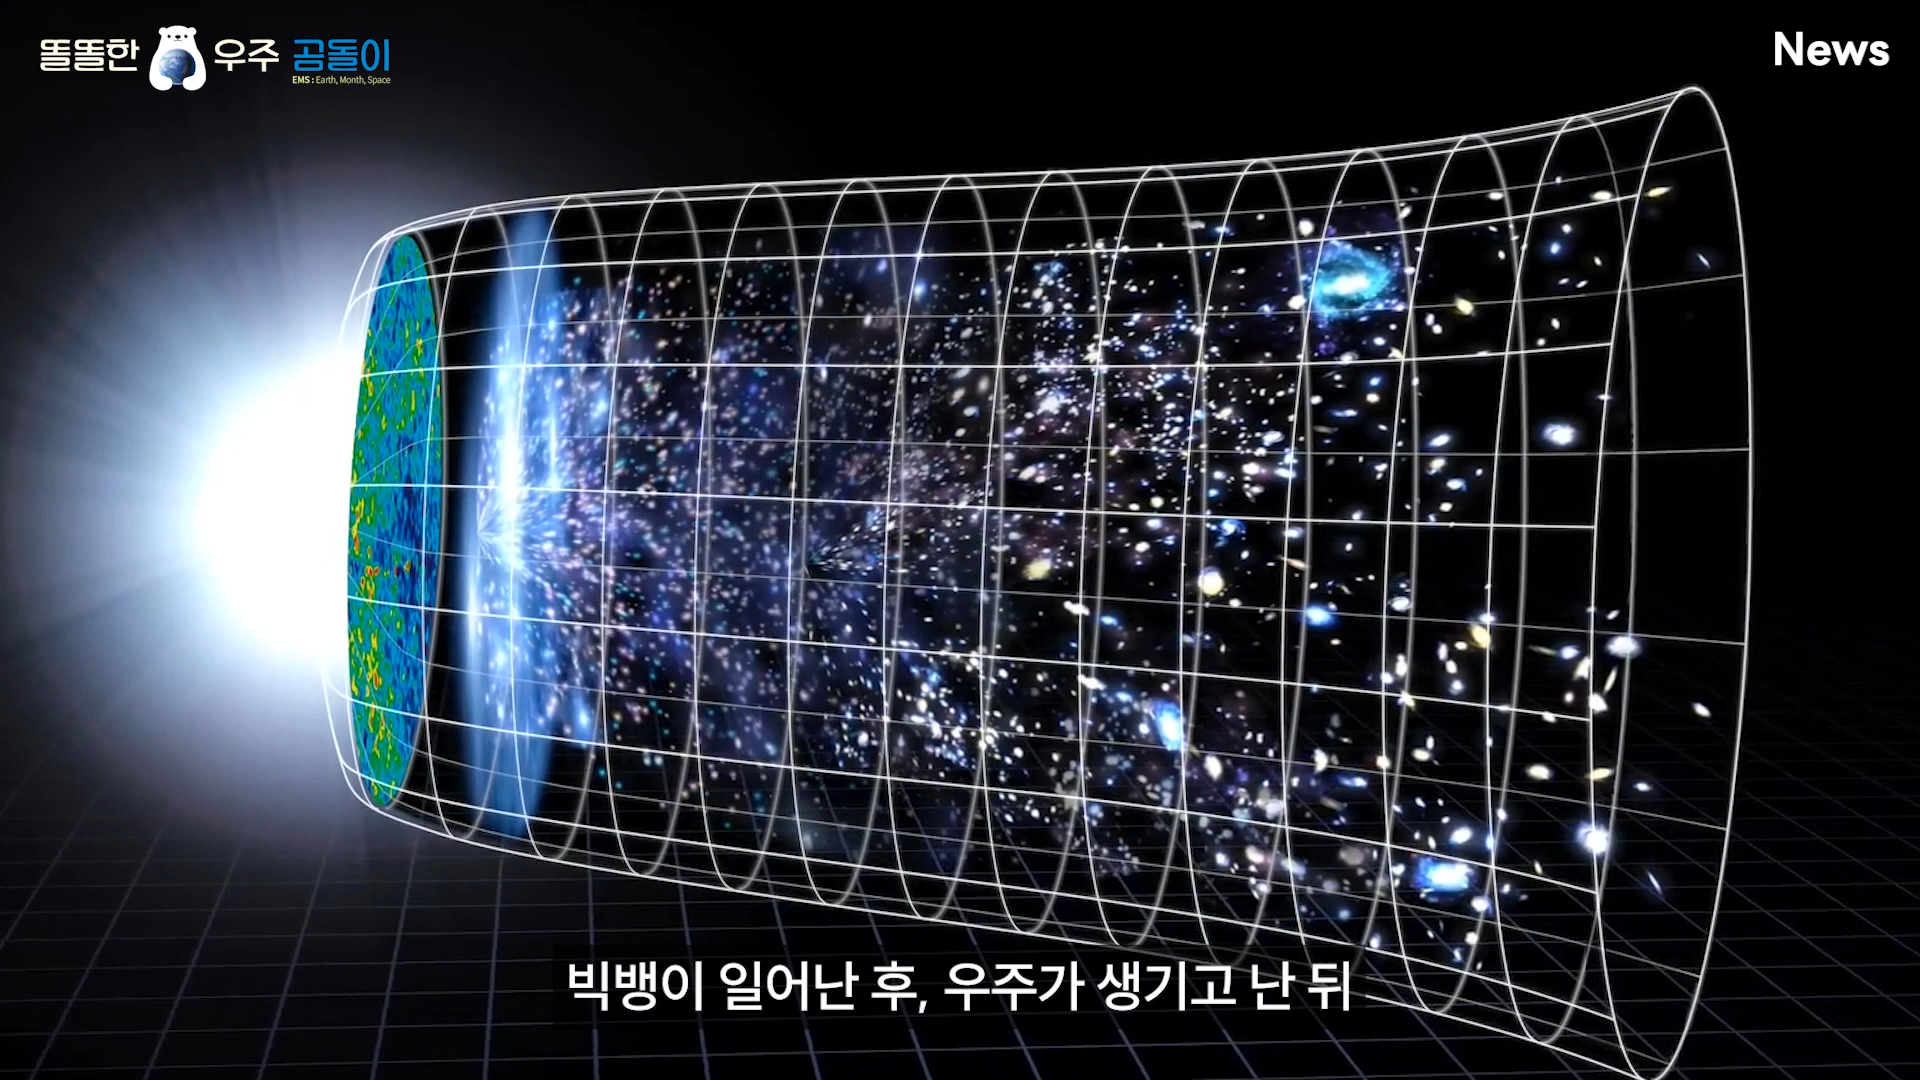 똘똘한 우주 곰돌이
EMS : Earth, Month, Space
News
빅뱅이 일어난 후, 우주가 생기고 난 뒤